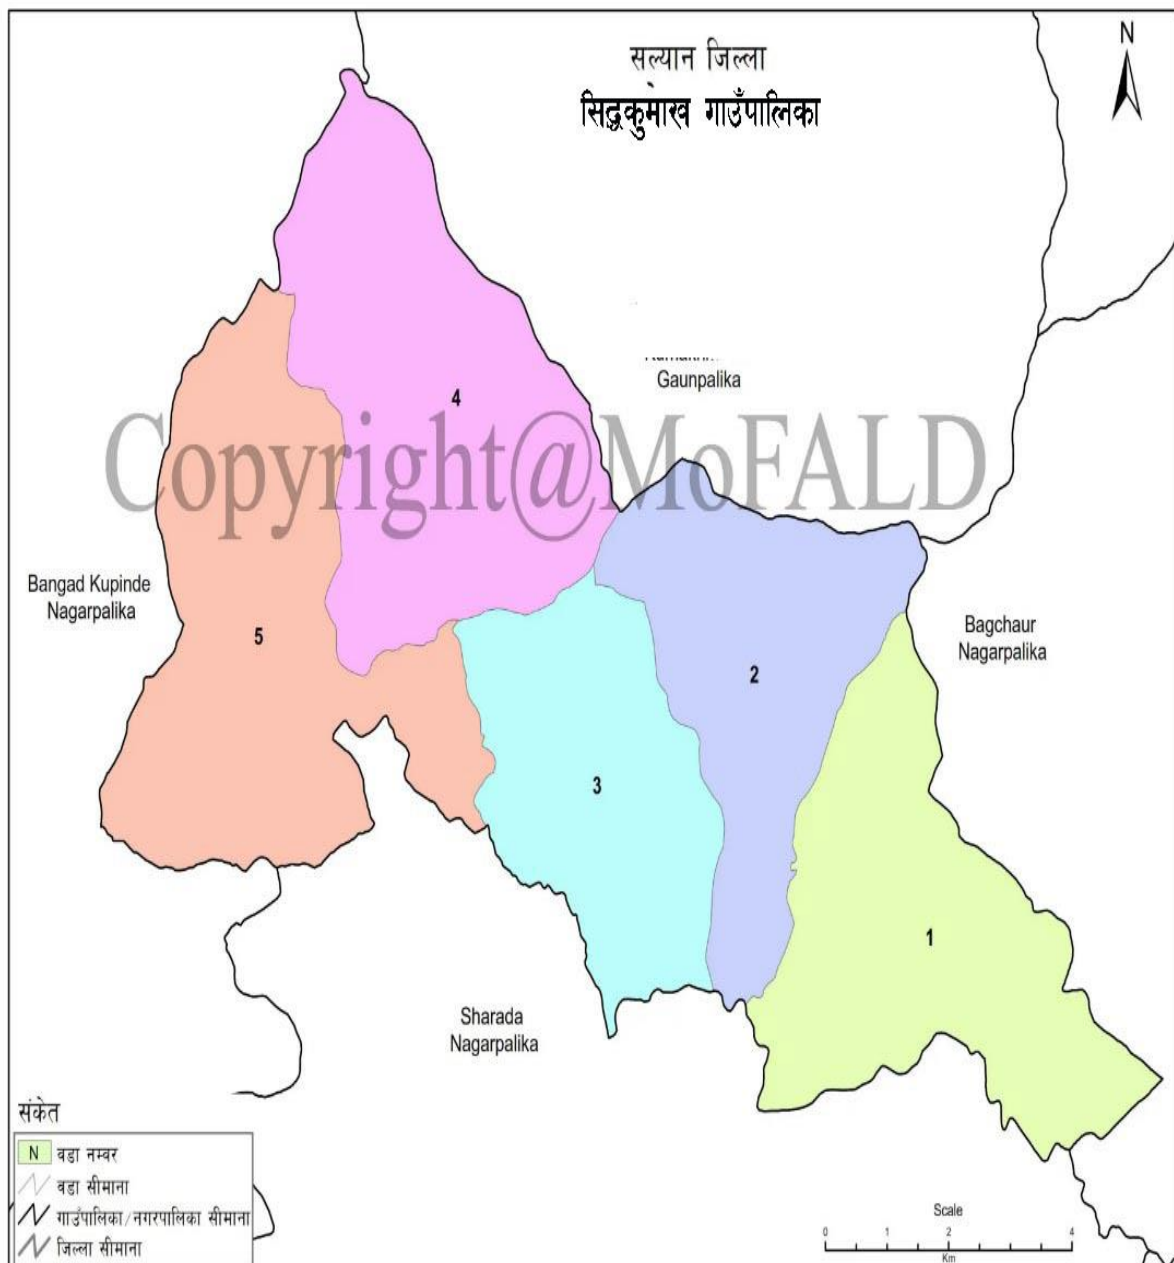 सल्यान जिल्ला
सिद्धकुमाख गाउँपालिका
N
Gaunpalika
4
Copyright@MoFALD
Bangad Kupinde
Nagarpalika
5
Bagchaur
Nagarpalika
2
3
1
Sharada
Nagarpalika
संकेत
N वडा नम्बर
वडा सीमाना
गाउँपालिका/नगरपालिका सीमाना
जिल्ला सीमाना
Scale
0 1 2 4
Km